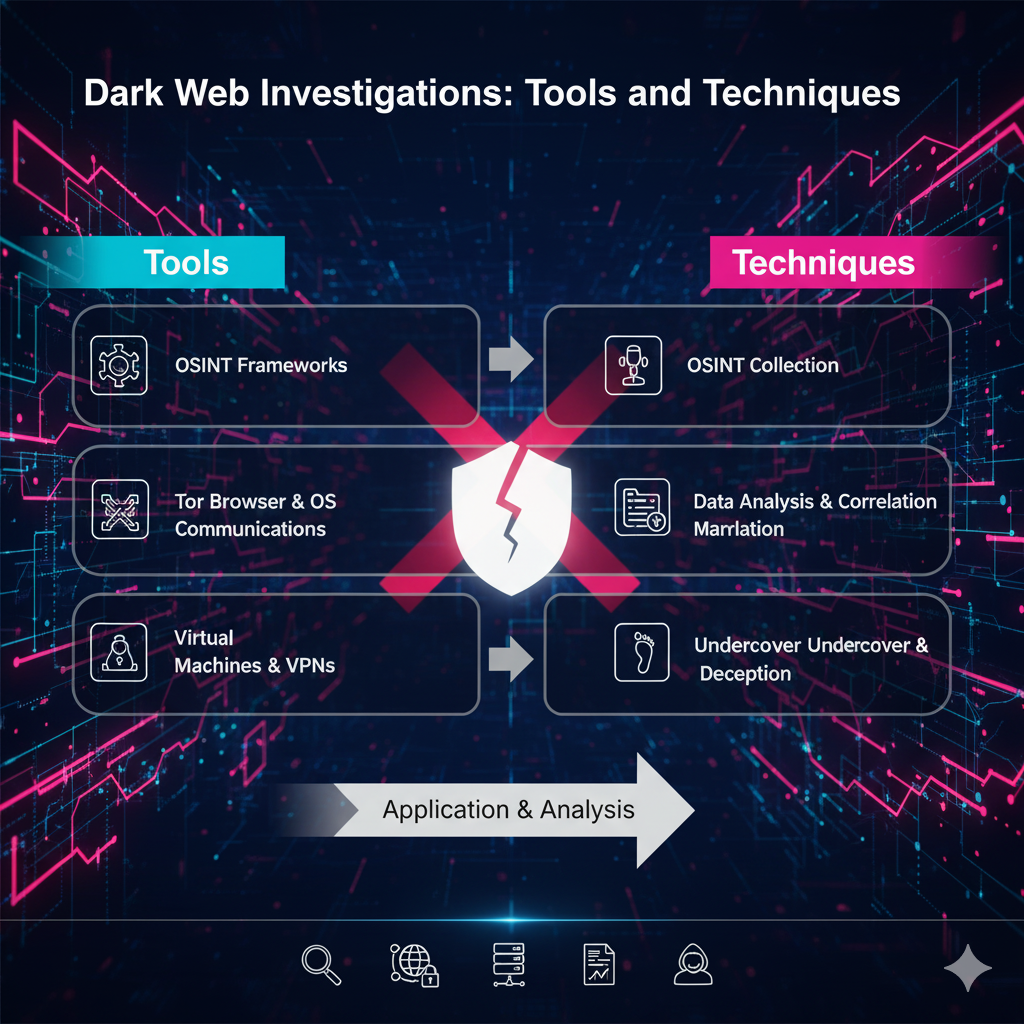 Dark Web Investigations: Tools and Techniques
Tools
Techniques
OSINT Frameworks
OSINT Collection
Tor Browser & OS
Communications
Data Analysis & Correlation
Marrlation
Virtual
Machines & VPNs
Undercover Undercover &
Deception
Application & Analysis